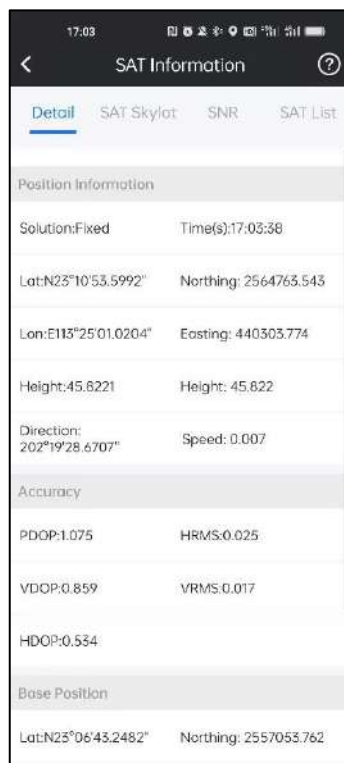 17:03
SAT Information
Detail SAT Skylot SNR SAT List
Position Information
Solution:Fixed Time(s):17:03:38
Lat:N23°10'53.5992" Northing: 2564763.543
Lon:E113°25'01.0204" Easting: 440303.774
Height:45.8221 Height: 45.822
Direction:
202°19'28.6707" Speed: 0.007
Accuracy
PDOP:1.075 HRMS:0.025
VDOP:0.859 VRMS:0.017
HDOP:0.534
Base Position
Lat:N23°06'43.2482" Northing: 2557053.762